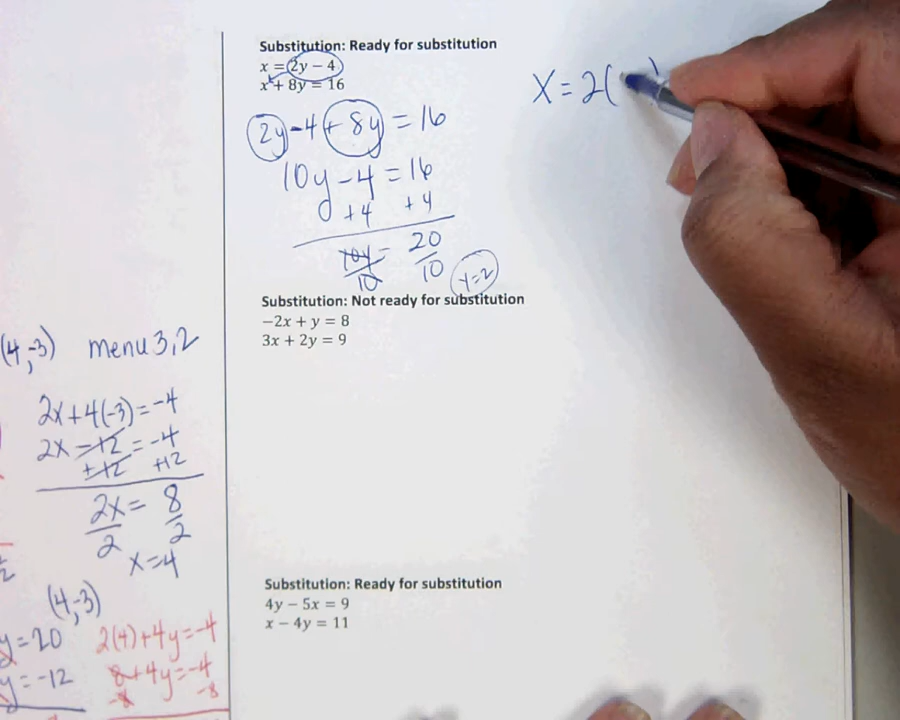 Substitution: Ready for substitution
x = 2y − 4
x + 8y = 16
2y-4+8y = 16
10y-4 = 16
+4 +4
10y = 20
10 10
y=2
X = 2(
Substitution: Not ready for substitution
−2x + y = 8
3x + 2y = 9
Substitution: Ready for substitution
4y − 5x = 9
x − 4y = 11
(4,-3) menu 3,2
2x+4(-3)=-4
2x-12=-4
+12 +12
2x= 8
2 2
x=4
(4,-3)
y=20
y=-12
2(4)+4y=-4
8+4y=-4
-8 -8